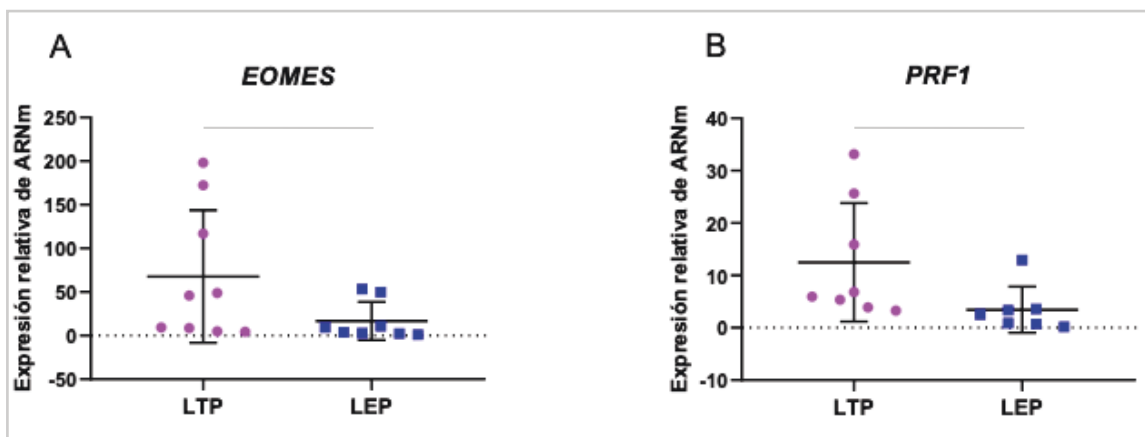 A
EOMES
Expresión relativa de ARNm
250
200
150
100
50
0
-50
LTP LEP
B
PRF1
Expresión relativa de ARNm
40
30
20
10
0
-10
LTP LEP